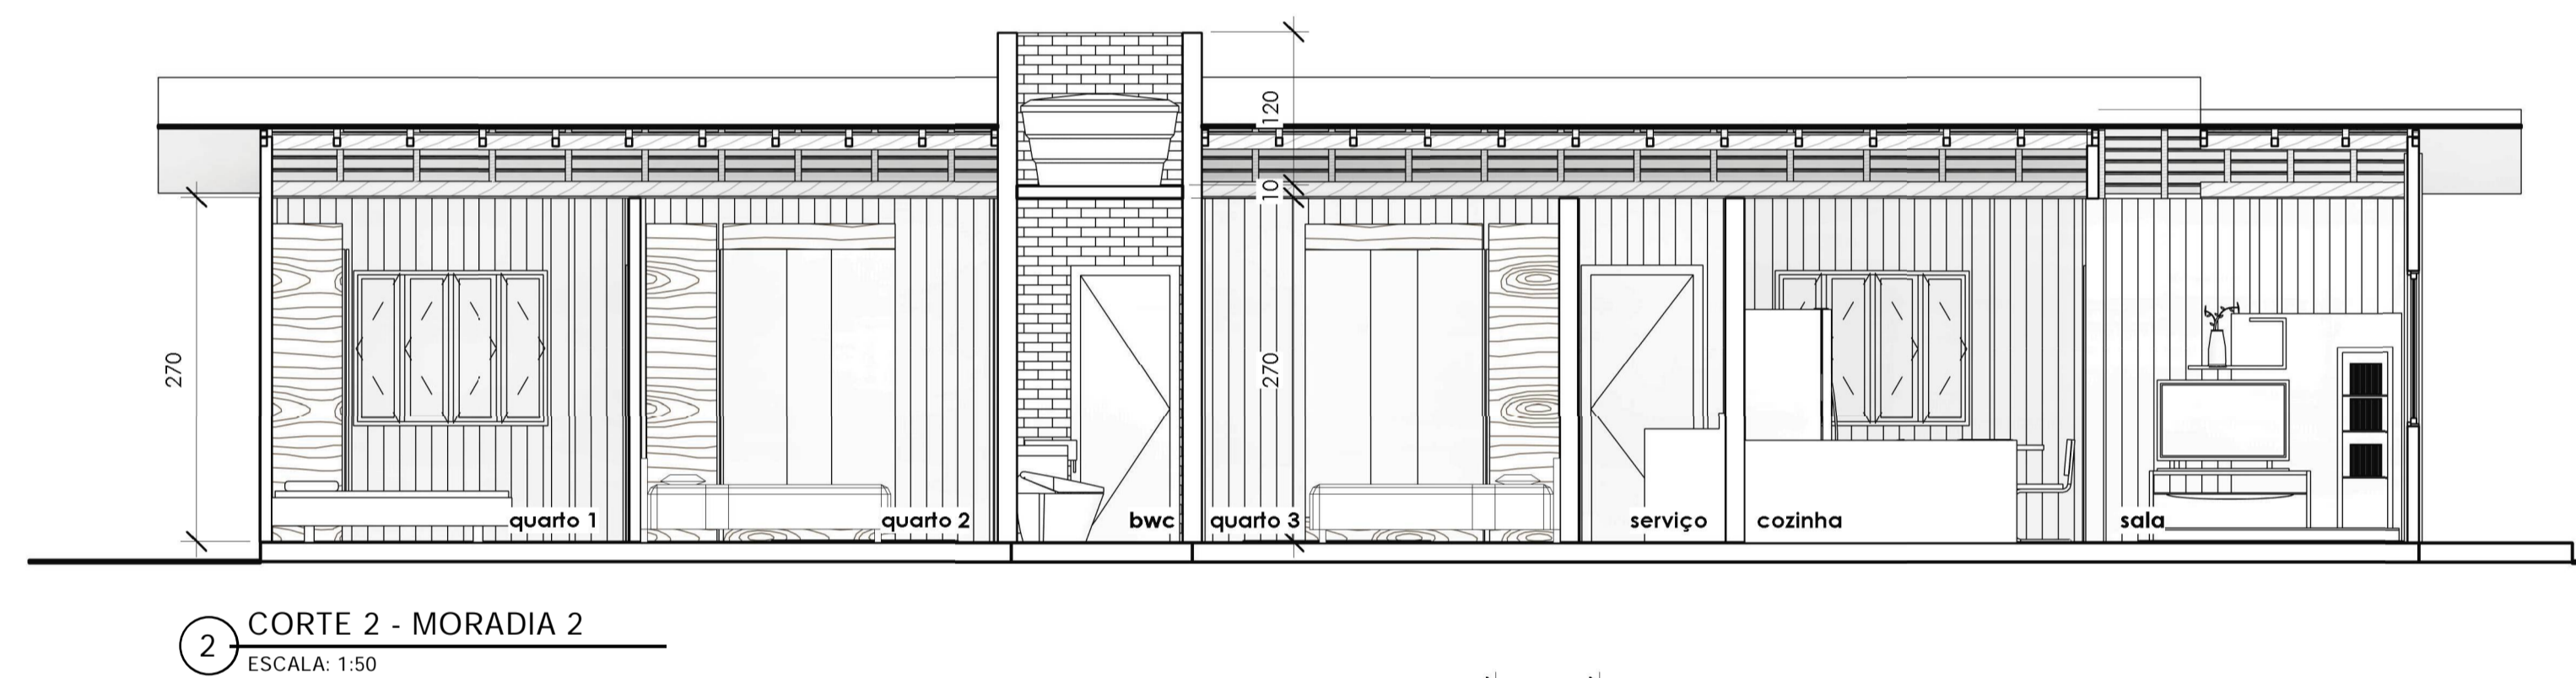 120
10
270
270
quarto 1
quarto 2
bwc
quarto 3
serviço
cozinha
sala
2
CORTE 2 - MORADIA 2
ESCALA: 1:50